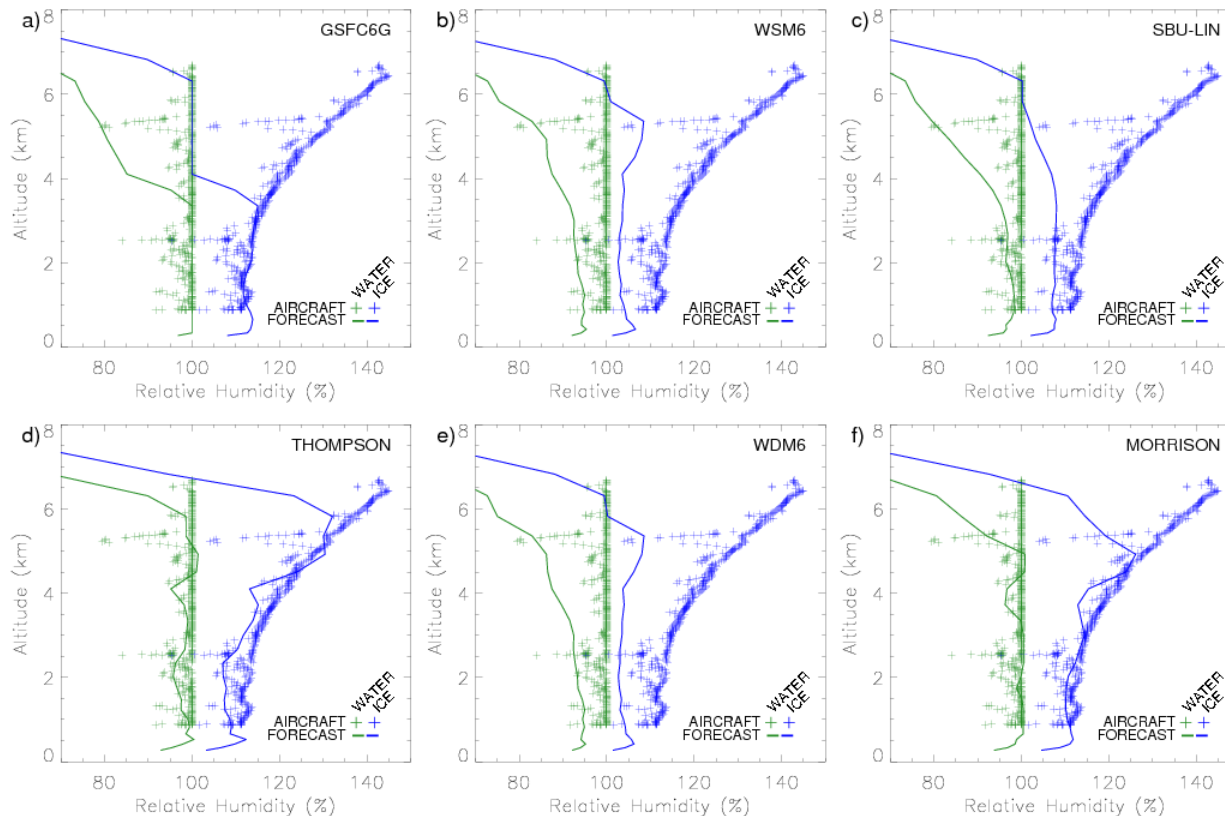 a) GSFC6G
8
6
4
2
0
Altitude (km)
WATER
ICE
AIRCRAFT + +
FORECAST
80 100 120 140
Relative Humidity (%)
b) WSM6
8
6
4
2
0
Altitude (km)
WATER
ICE
AIRCRAFT + +
FORECAST
80 100 120 140
Relative Humidity (%)
c) SBU-LIN
8
6
4
2
0
Altitude (km)
WATER
ICE
AIRCRAFT + +
FORECAST
80 100 120 140
Relative Humidity (%)
d) THOMPSON
8
6
4
2
0
Altitude (km)
WATER
ICE
AIRCRAFT + +
FORECAST
80 100 120 140
Relative Humidity (%)
e) WDM6
8
6
4
2
0
Altitude (km)
WATER
ICE
AIRCRAFT + +
FORECAST
80 100 120 140
Relative Humidity (%)
f) MORRISON
8
6
4
2
0
Altitude (km)
WATER
ICE
AIRCRAFT + +
FORECAST
80 100 120 140
Relative Humidity (%)